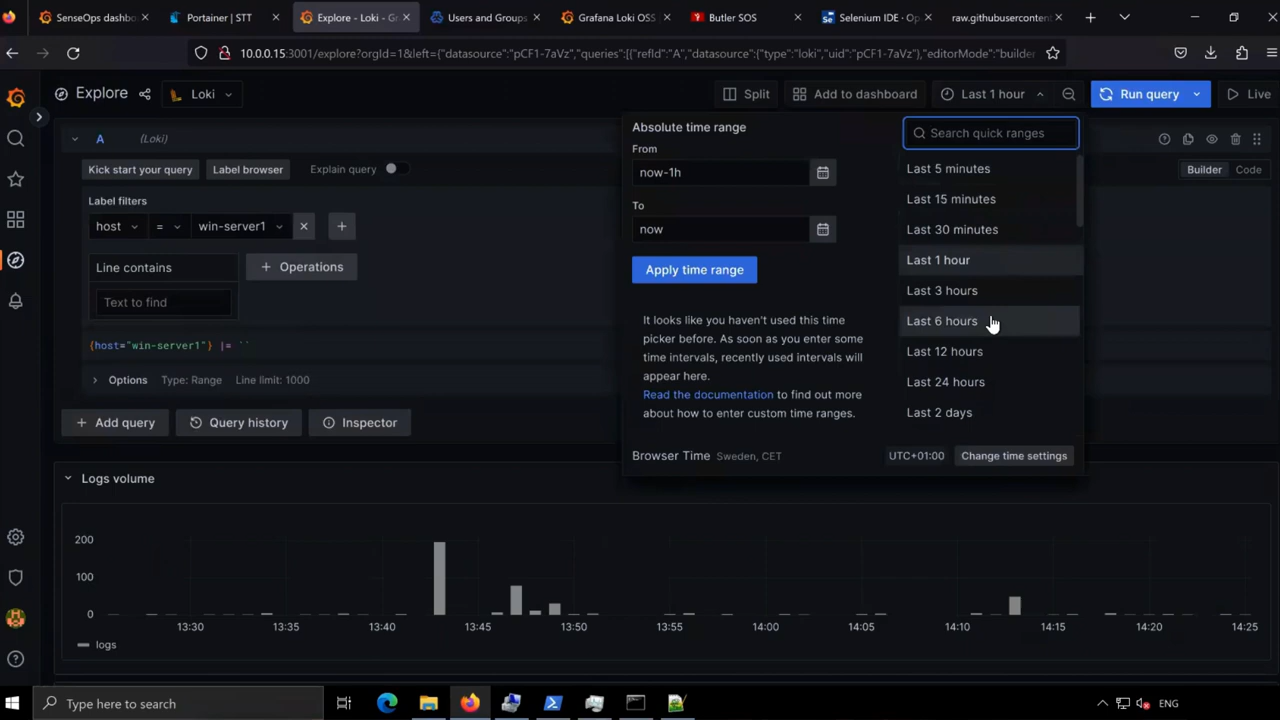 SenseOps dashbo
Portainer | STT
Explore - Loki - Gr
Users and Groups
Grafana Loki OSS
Butler SOS
Selenium IDE · Op
raw.githubusercontent
10.0.0.15:3001/explore?orgId=1&left={"datasource":"pCF1-7aVz","queries":[{"refId":"A","datasource":{"type":"loki","uid":"pCF1-7aVz"},"editorMode":"builde
Explore
Loki
Split
Add to dashboard
Last 1 hour
Run query
Live
A (Loki)
Kick start your query
Label browser
Explain query
Builder
Code
Label filters
host
=
win-server1
Line contains
Operations
Text to find
{host="win-server1"} |= ``
Options Type: Range Line limit: 1000
Add query
Query history
Inspector
Absolute time range
From
now-1h
To
now
Apply time range
It looks like you haven't used this time
picker before. As soon as you enter some
time intervals, recently used intervals will
appear here.
Read the documentation to find out more
about how to enter custom time ranges.
Search quick ranges
Last 5 minutes
Last 15 minutes
Last 30 minutes
Last 1 hour
Last 3 hours
Last 6 hours
Last 12 hours
Last 24 hours
Last 2 days
Browser Time Sweden, CET
UTC+01:00
Change time settings
Logs volume
200
100
0
13:30 13:35 13:40 13:45 13:50 13:55 14:00 14:05 14:10 14:15 14:20 14:25
logs
Type here to search
ENG